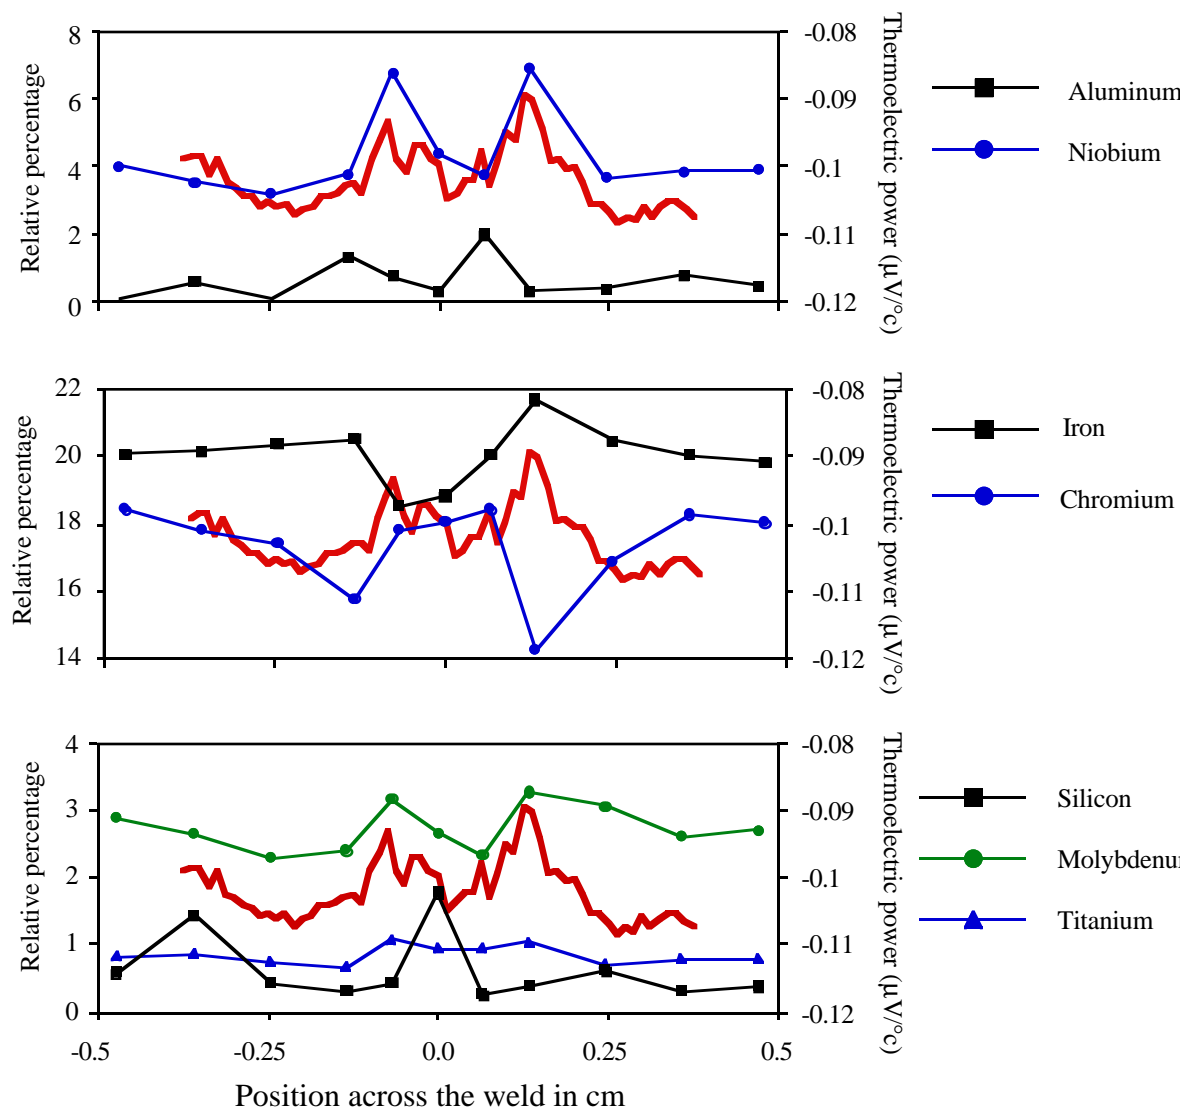 Relative percentage
8
6
4
2
0
-0.08
-0.09
-0.1
-0.11
-0.12
Thermoelectric power (µV/°c)
Aluminum
Niobium
Relative percentage
22
20
18
16
14
-0.08
-0.09
-0.1
-0.11
-0.12
Thermoelectric power (µV/°c)
Iron
Chromium
Relative percentage
4
3
2
1
0
-0.08
-0.09
-0.1
-0.11
-0.12
Thermoelectric power (µV/°c)
Silicon
Molybdenu
Titanium
-0.5
-0.25
0.0
0.25
0.5
Position across the weld in cm